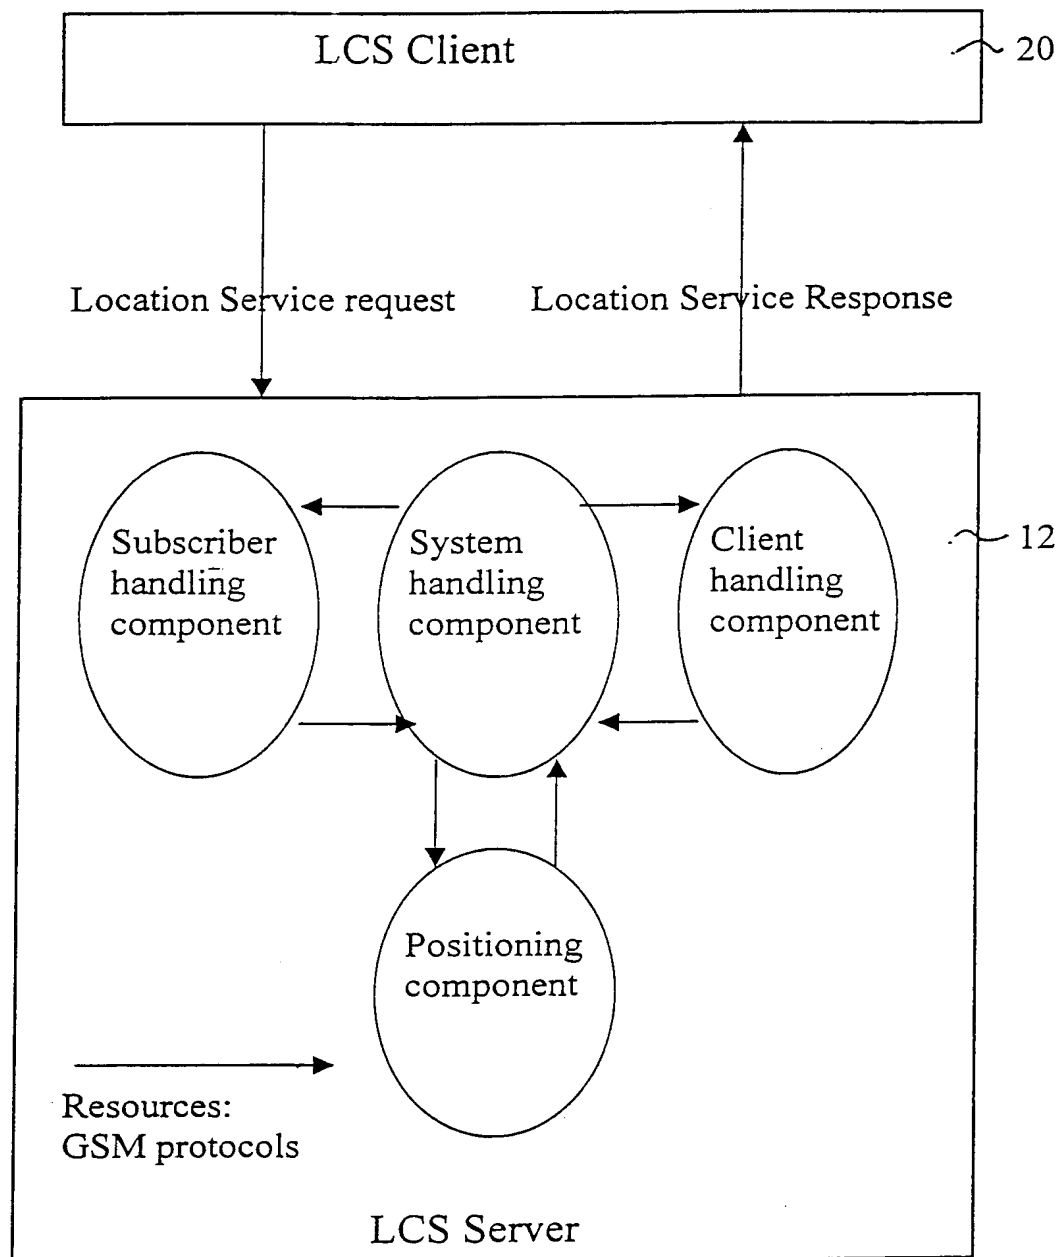 LCS Client
20
Location Service request
Location Service Response
Subscriber
handling
component
System
handling
component
Client
handling
component
12
Positioning
component
Resources:
GSM protocols
LCS Server